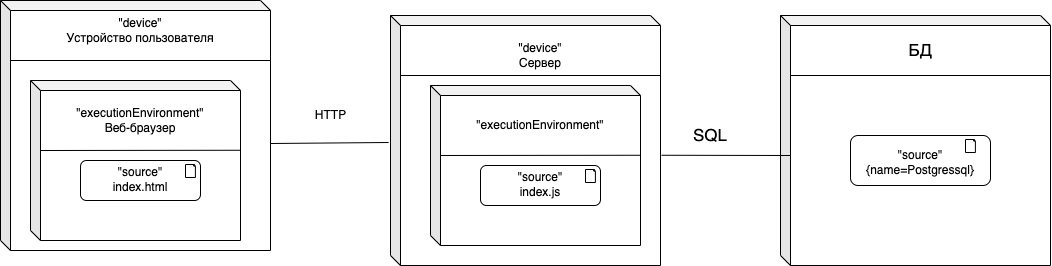 "device"
Устройство пользователя
"executionEnvironment"
Веб-браузер
"source"
index.html
HTTP
"device"
Сервер
"executionEnvironment"
"source"
index.js
SQL
БД
"source"
{name=Postgressql}